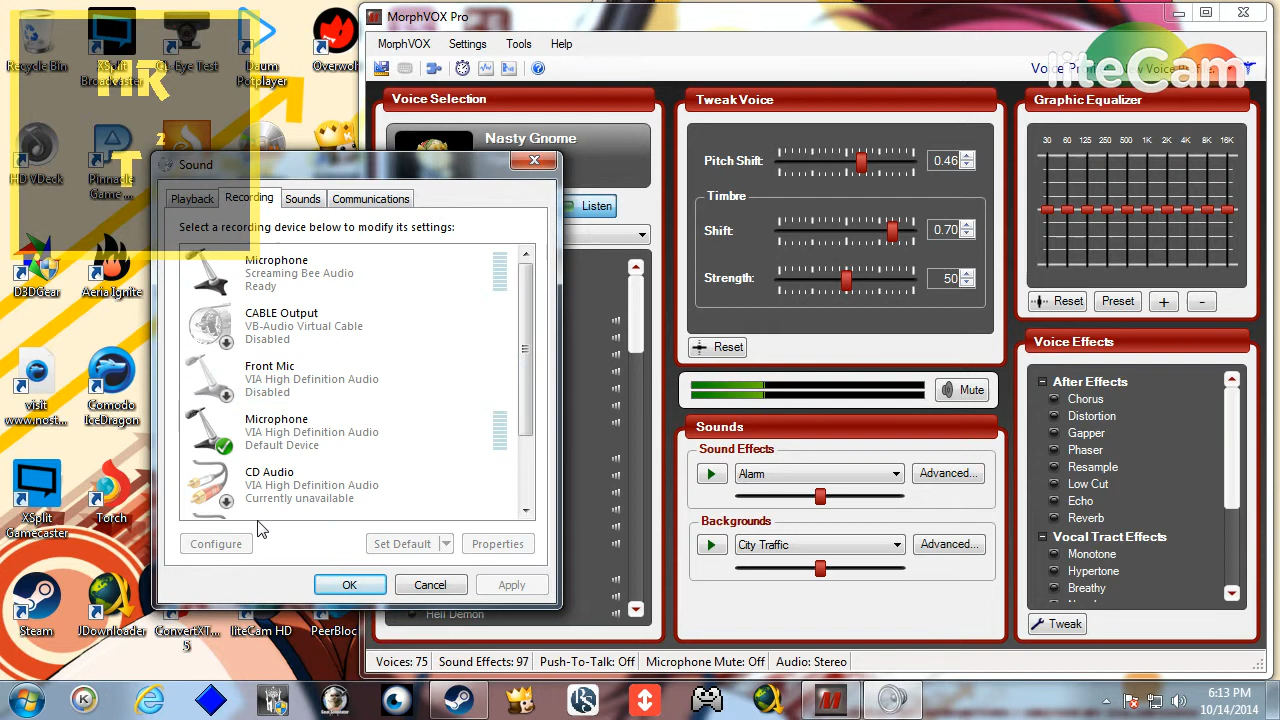 Recycle Bin
XSplit Broadcaster
CL-Eye Test
Daum Potplayer
Overwolf
MR
2
T
HD VDeck
Pinnacle Game ...
D3DGear
Aeria Ignite
visit www.nost...
Comodo IceDragon
XSplit Gamecaster
Torch
Steam
JDownloader
ConvertXT... 5
liteCam HD
PeerBloc
MorphVOX Pro
MorphVOX Settings Tools Help
liteCam
Voice Selection
Nasty Gnome
Listen
Hell Demon
Tweak Voice
Pitch Shift: 0.46
Timbre
Shift: 0.70
Strength: 50
Reset
Mute
Sounds
Sound Effects
Alarm Advanced...
Backgrounds
City Traffic Advanced...
Graphic Equalizer
30 60 125 250 500 1K 2K 4K 8K 16K
Reset Preset + -
Voice Effects
After Effects
Chorus
Distortion
Gapper
Phaser
Resample
Low Cut
Echo
Reverb
Vocal Tract Effects
Monotone
Hypertone
Breathy
Tweak
Voices: 75 Sound Effects: 97 Push-To-Talk: Off Microphone Mute: Off Audio: Stereo
Sound
Playback Recording Sounds Communications
Select a recording device below to modify its settings:
Microphone
Screaming Bee Audio
Ready
CABLE Output
VB-Audio Virtual Cable
Disabled
Front Mic
VIA High Definition Audio
Disabled
Microphone
VIA High Definition Audio
Default Device
CD Audio
VIA High Definition Audio
Currently unavailable
Configure Set Default Properties
OK Cancel Apply
6:13 PM
10/14/2014